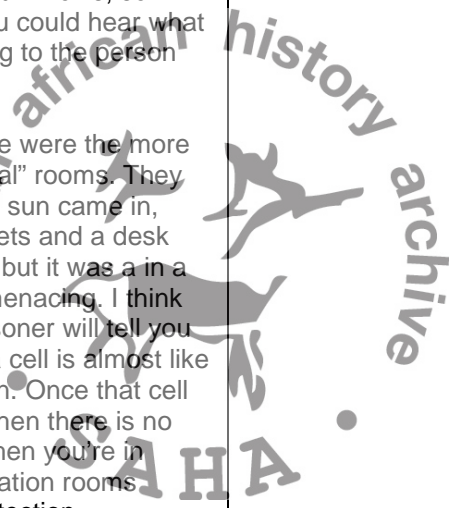 u could hear what
g to the person
e were the more
al" rooms. They
sun came in,
ets and a desk
but it was a in a
menacing. I think
soner will tell you
cell is almost like
n. Once that cell
hen there is no
hen you're in
ation rooms
african history archive
• SAHA •